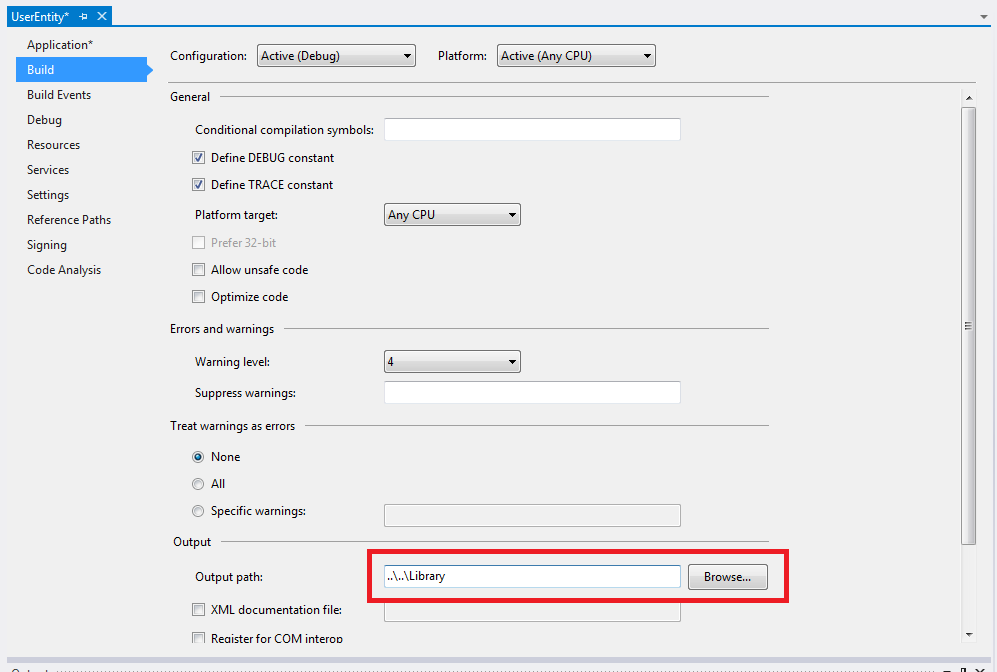 UserEntity*
Application*
Build
Build Events
Debug
Resources
Services
Settings
Reference Paths
Signing
Code Analysis
Configuration: Active (Debug) Platform: Active (Any CPU)
General
Conditional compilation symbols:
Define DEBUG constant
Define TRACE constant
Platform target: Any CPU
Prefer 32-bit
Allow unsafe code
Optimize code
Errors and warnings
Warning level: 4
Suppress warnings:
Treat warnings as errors
None
All
Specific warnings:
Output
Output path: ..\..\Library Browse...
XML documentation file:
Register for COM interop